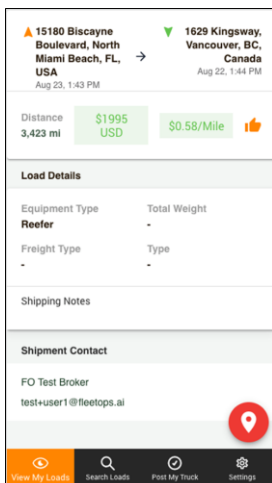 15180 Biscayne
Boulevard, North
Miami Beach, FL,
USA
Aug 23, 1:43 PM
1629 Kingsway,
Vancouver, BC,
Canada
Aug 22, 1:44 PM
Distance
3,423 mi
$1995
USD
$0.58/Mile
Load Details
Equipment Type
Total Weight
Reefer
-
Freight Type
Type
-
-
Shipping Notes
Shipment Contact
FO Test Broker
test+user1@fleetops.ai
View My Loads
Search Loads
Post My Truck
Settings